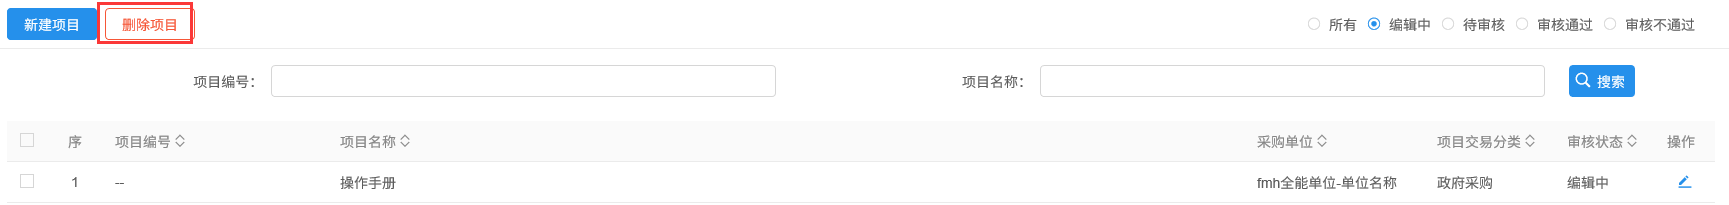 新建项目 删除项目 所有 编辑中 待审核 审核通过 审核不通过
项目编号： 项目名称： 搜索
序 项目编号 项目名称 采购单位 项目交易分类 审核状态 操作
1 -- 操作手册 fmh全能单位-单位名称 政府采购 编辑中